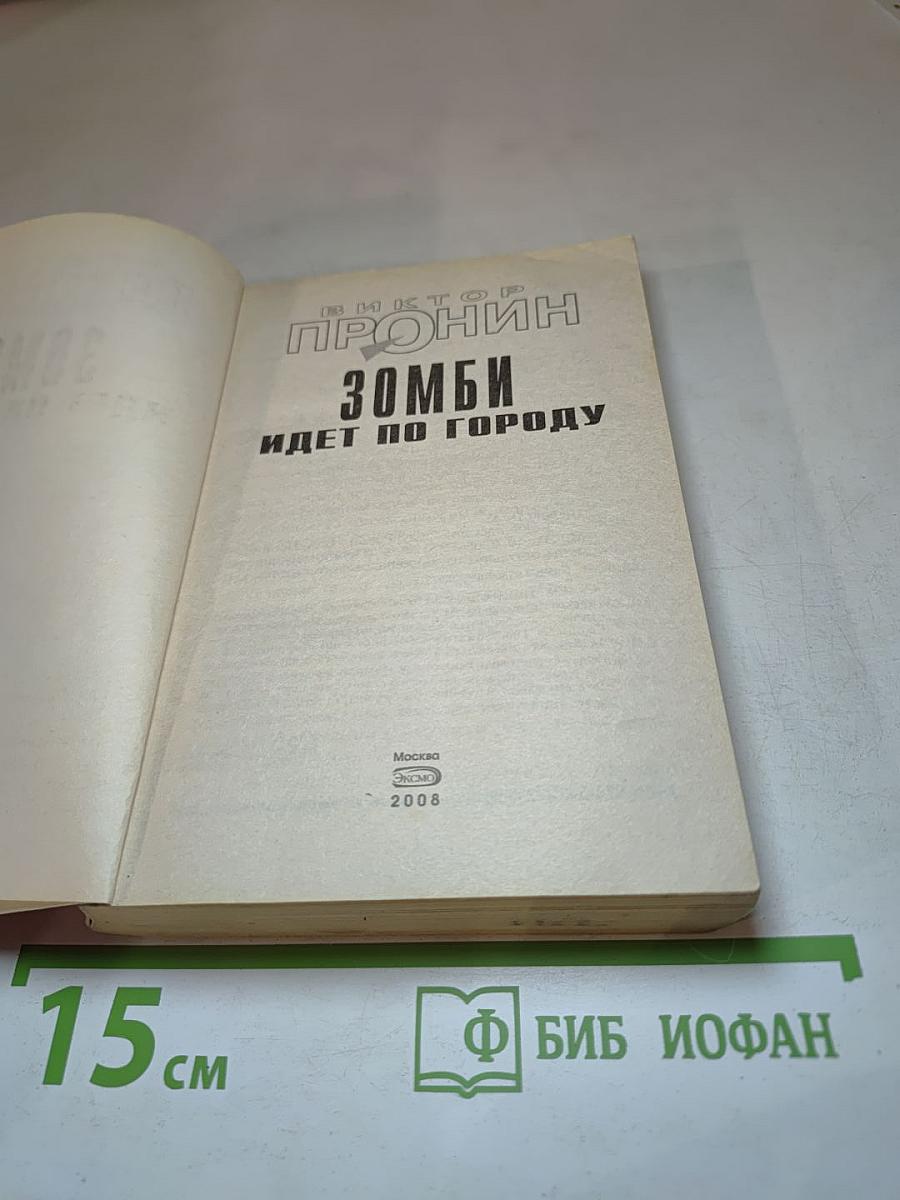 ВИКТОР
ПРОНИН
ЗОМБИ
ИДЕТ ПО ГОРОДУ
Москва
ЭКСМО
2008
15 см
Ф БИБ ИОФАН